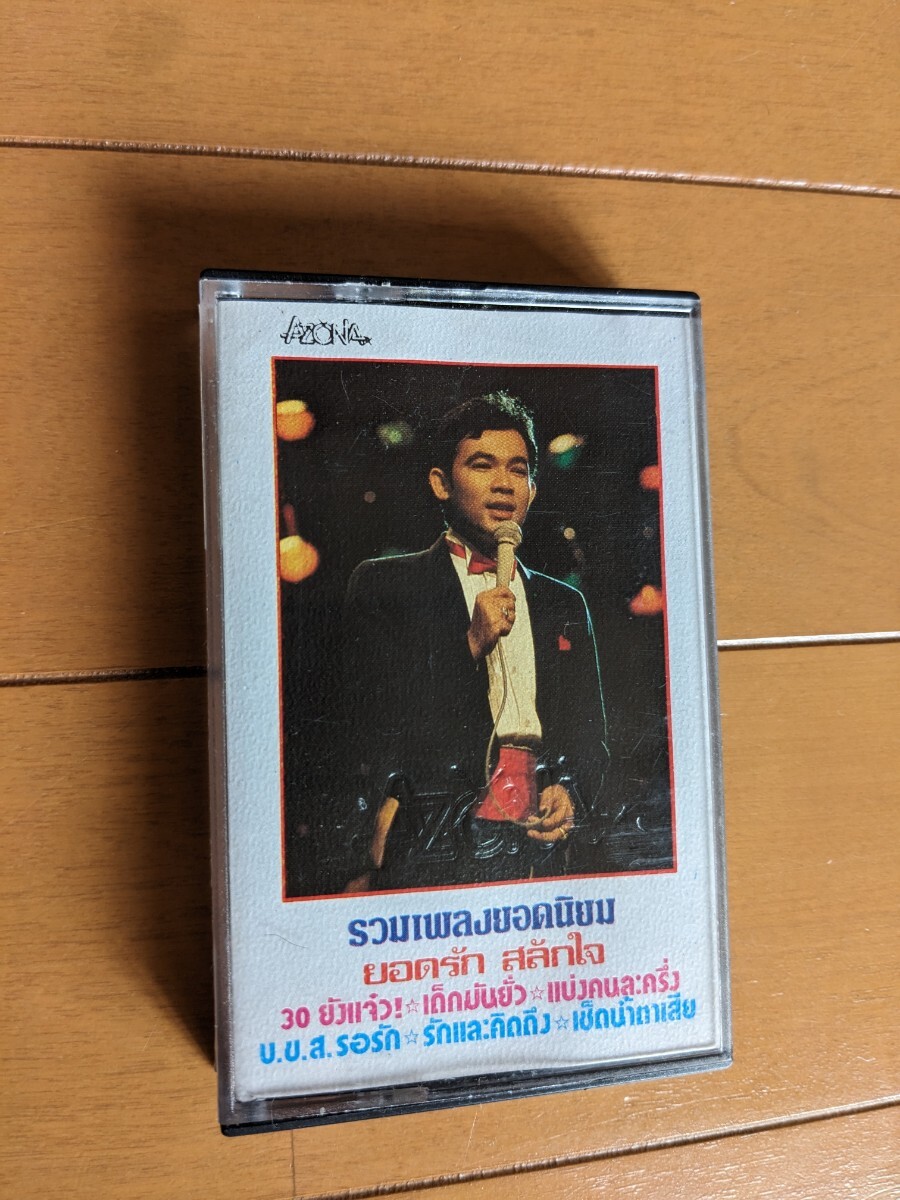 AZONA
รวมเพลงยอดนิยม
ยอดรัก สลักใจ
30 ยังแจ๋ว!☆เด็กมันยั่ว☆แบ่งคนละครึ่ง
บ.ข.ส.รอรัก☆รักและคิดถึง☆เช็ดน้ำตาเสีย